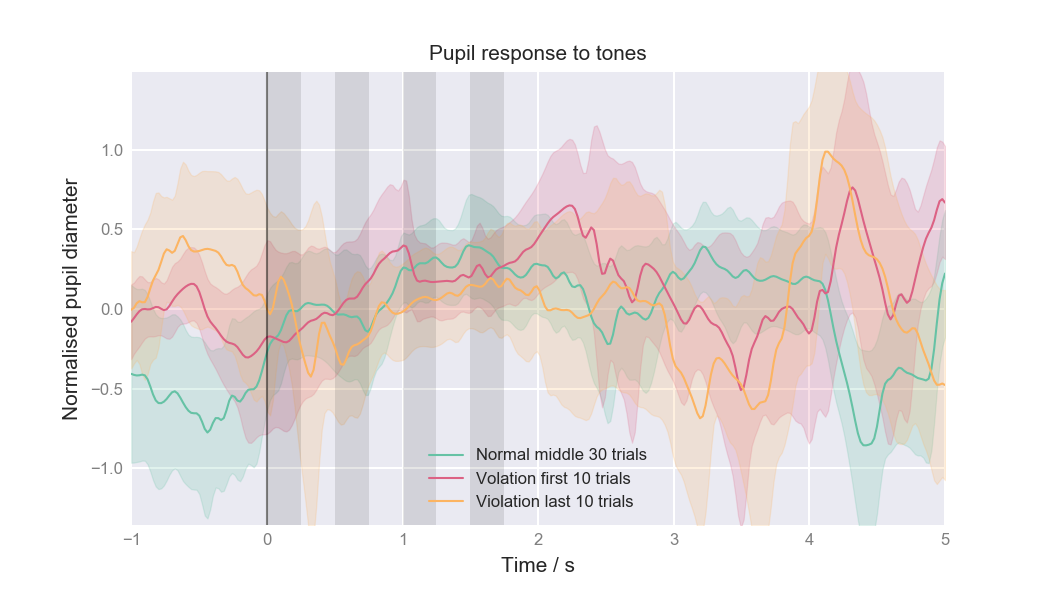 Pupil response to tones
Normalised pupil diameter
1.0
0.5
0.0
−0.5
−1.0
Normal middle 30 trials
Volation first 10 trials
Violation last 10 trials
−1 0 1 2 3 4 5
Time / s